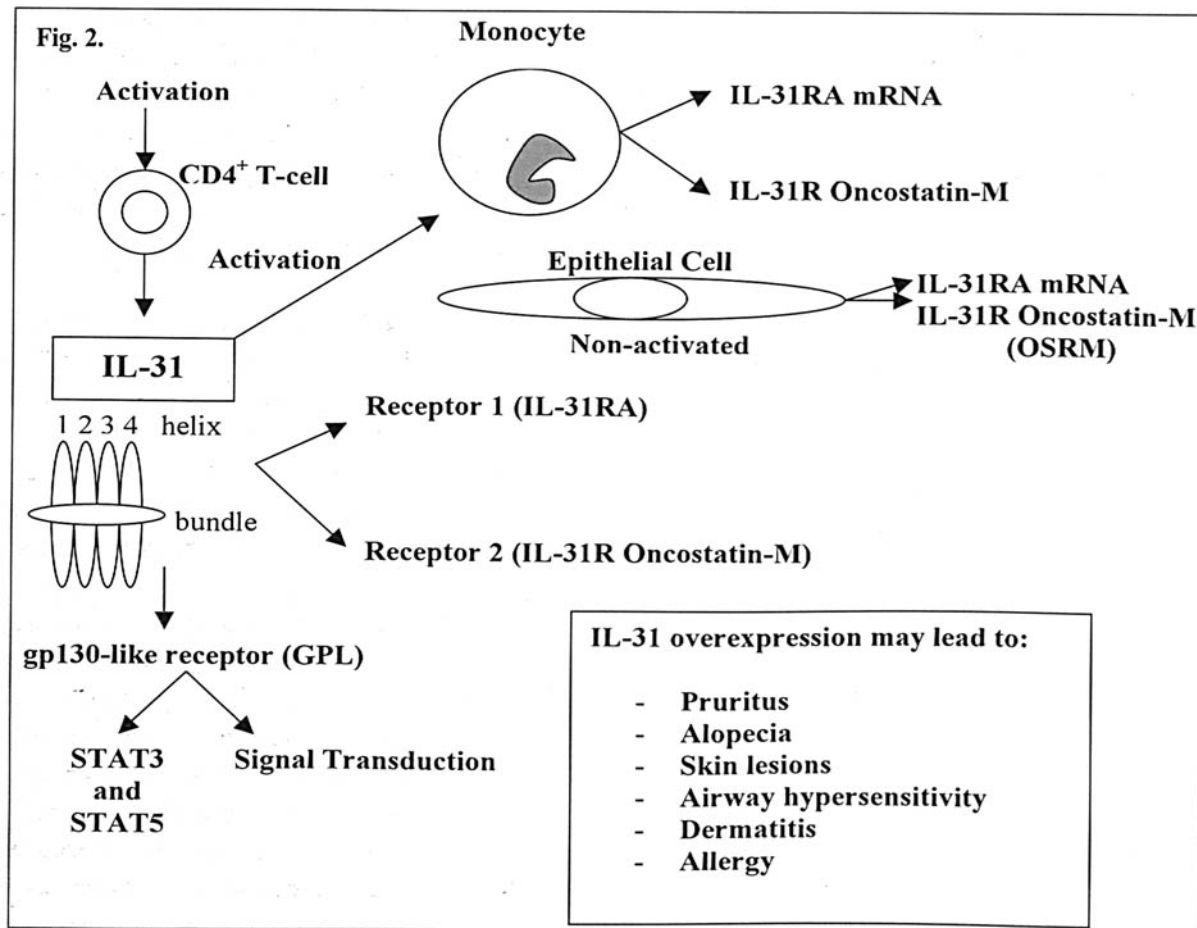 Fig. 2.
Monocyte
Activation
IL-31RA mRNA
CD4+ T-cell
IL-31R Oncostatin-M
Activation
Epithelial Cell
IL-31RA mRNA
IL-31R Oncostatin-M
(OSRM)
Non-activated
IL-31
1 2 3 4 helix
bundle
Receptor 1 (IL-31RA)
Receptor 2 (IL-31R Oncostatin-M)
gp130-like receptor (GPL)
STAT3
and
STAT5
Signal Transduction
IL-31 overexpression may lead to:
- Pruritus
- Alopecia
- Skin lesions
- Airway hypersensitivity
- Dermatitis
- Allergy